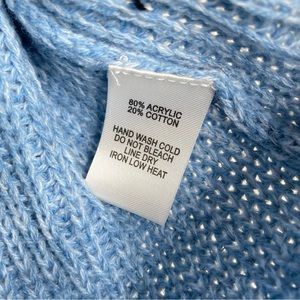 80% ACRYLIC
20% COTTON
HAND WASH COLD
DO NOT BLEACH
LINE DRY
IRON LOW HEAT